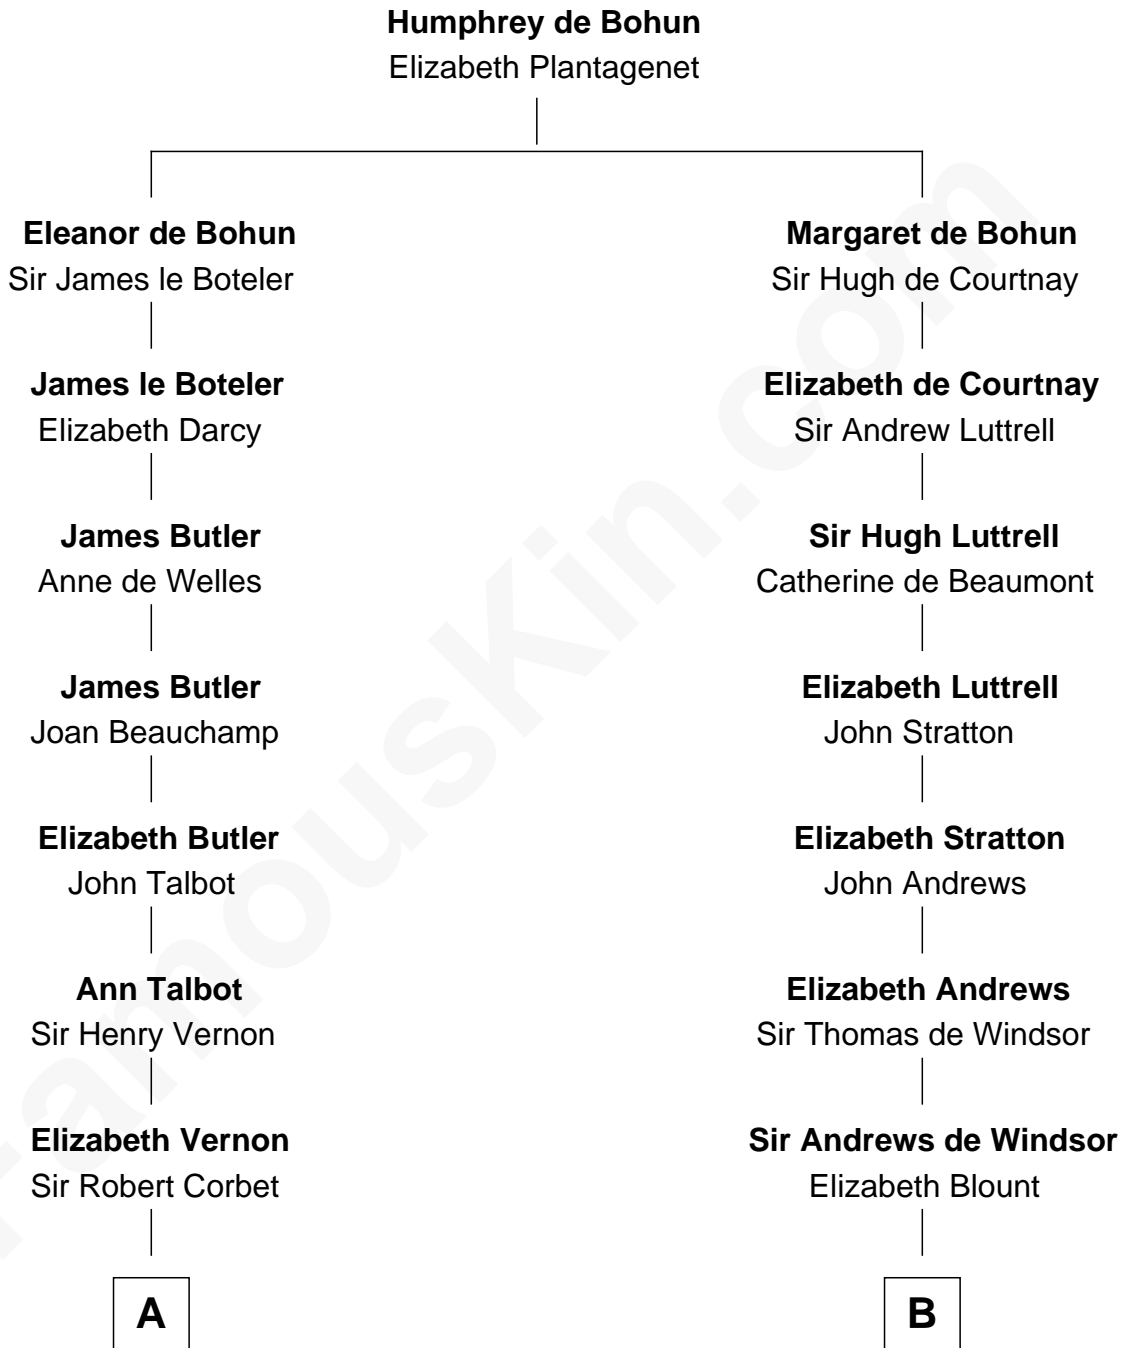 Humphrey de Bohun
Elizabeth Plantagenet
Eleanor de Bohun
Sir James le Boteler
James le Boteler
Elizabeth Darcy
James Butler
Anne de Welles
James Butler
Joan Beauchamp
Elizabeth Butler
John Talbot
Ann Talbot
Sir Henry Vernon
Elizabeth Vernon
Sir Robert Corbet
A
Margaret de Bohun
Sir Hugh de Courtnay
Elizabeth de Courtnay
Sir Andrew Luttrell
Sir Hugh Luttrell
Catherine de Beaumont
Elizabeth Luttrell
John Stratton
Elizabeth Stratton
John Andrews
Elizabeth Andrews
Sir Thomas de Windsor
Sir Andrews de Windsor
Elizabeth Blount
B
FamousKin.com